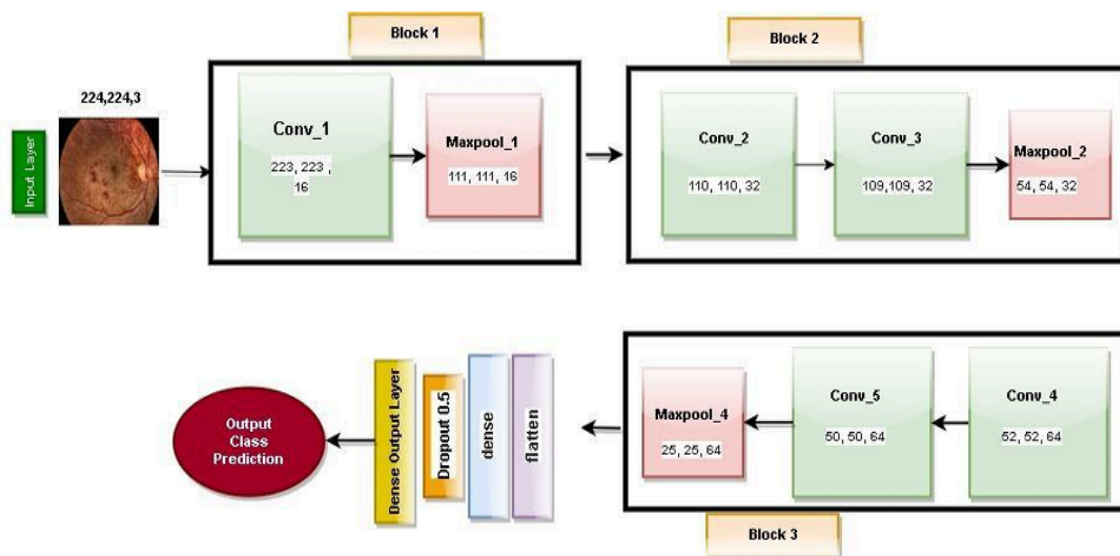 Block 1
Block 2
224,224,3
Input Layer
Conv_1
223, 223 ,
16
Maxpool_1
111, 111, 16
Conv_2
110, 110, 32
Conv_3
109,109, 32
Maxpool_2
54, 54, 32
Output
Class
Prediction
Dense Output Layer
Dropout 0.5
dense
flatten
Maxpool_4
25, 25, 64
Conv_5
50, 50, 64
Conv_4
52, 52, 64
Block 3